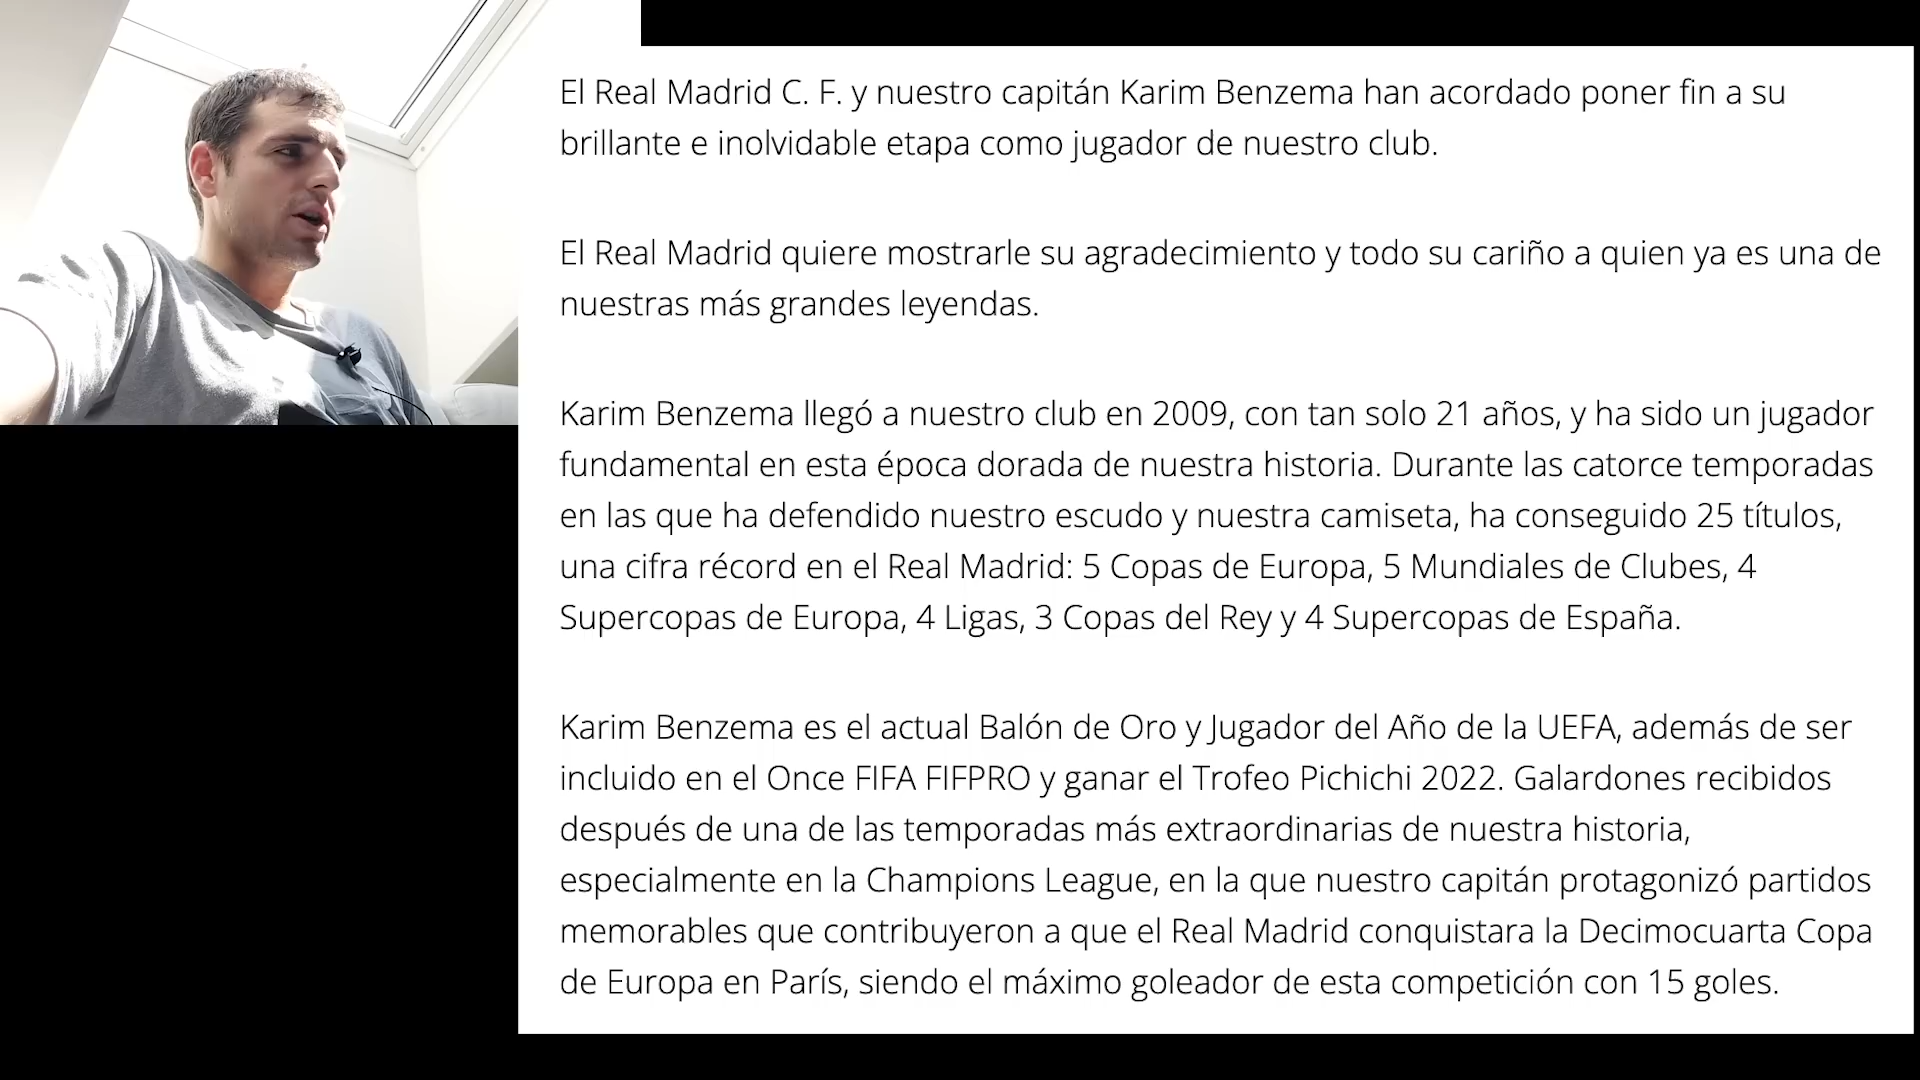 El Real Madrid C. F. y nuestro capitán Karim Benzema han acordado poner fin a su
brillante e inolvidable etapa como jugador de nuestro club.
El Real Madrid quiere mostrarle su agradecimiento y todo su cariño a quien ya es una de
nuestras más grandes leyendas.
Karim Benzema llegó a nuestro club en 2009, con tan solo 21 años, y ha sido un jugador
fundamental en esta época dorada de nuestra historia. Durante las catorce temporadas
en las que ha defendido nuestro escudo y nuestra camiseta, ha conseguido 25 títulos,
una cifra récord en el Real Madrid: 5 Copas de Europa, 5 Mundiales de Clubes, 4
Supercopas de Europa, 4 Ligas, 3 Copas del Rey y 4 Supercopas de España.
Karim Benzema es el actual Balón de Oro y Jugador del Año de la UEFA, además de ser
incluido en el Once FIFA FIFPRO y ganar el Trofeo Pichichi 2022. Galardones recibidos
después de una de las temporadas más extraordinarias de nuestra historia,
especialmente en la Champions League, en la que nuestro capitán protagonizó partidos
memorables que contribuyeron a que el Real Madrid conquistara la Decimocuarta Copa
de Europa en París, siendo el máximo goleador de esta competición con 15 goles.